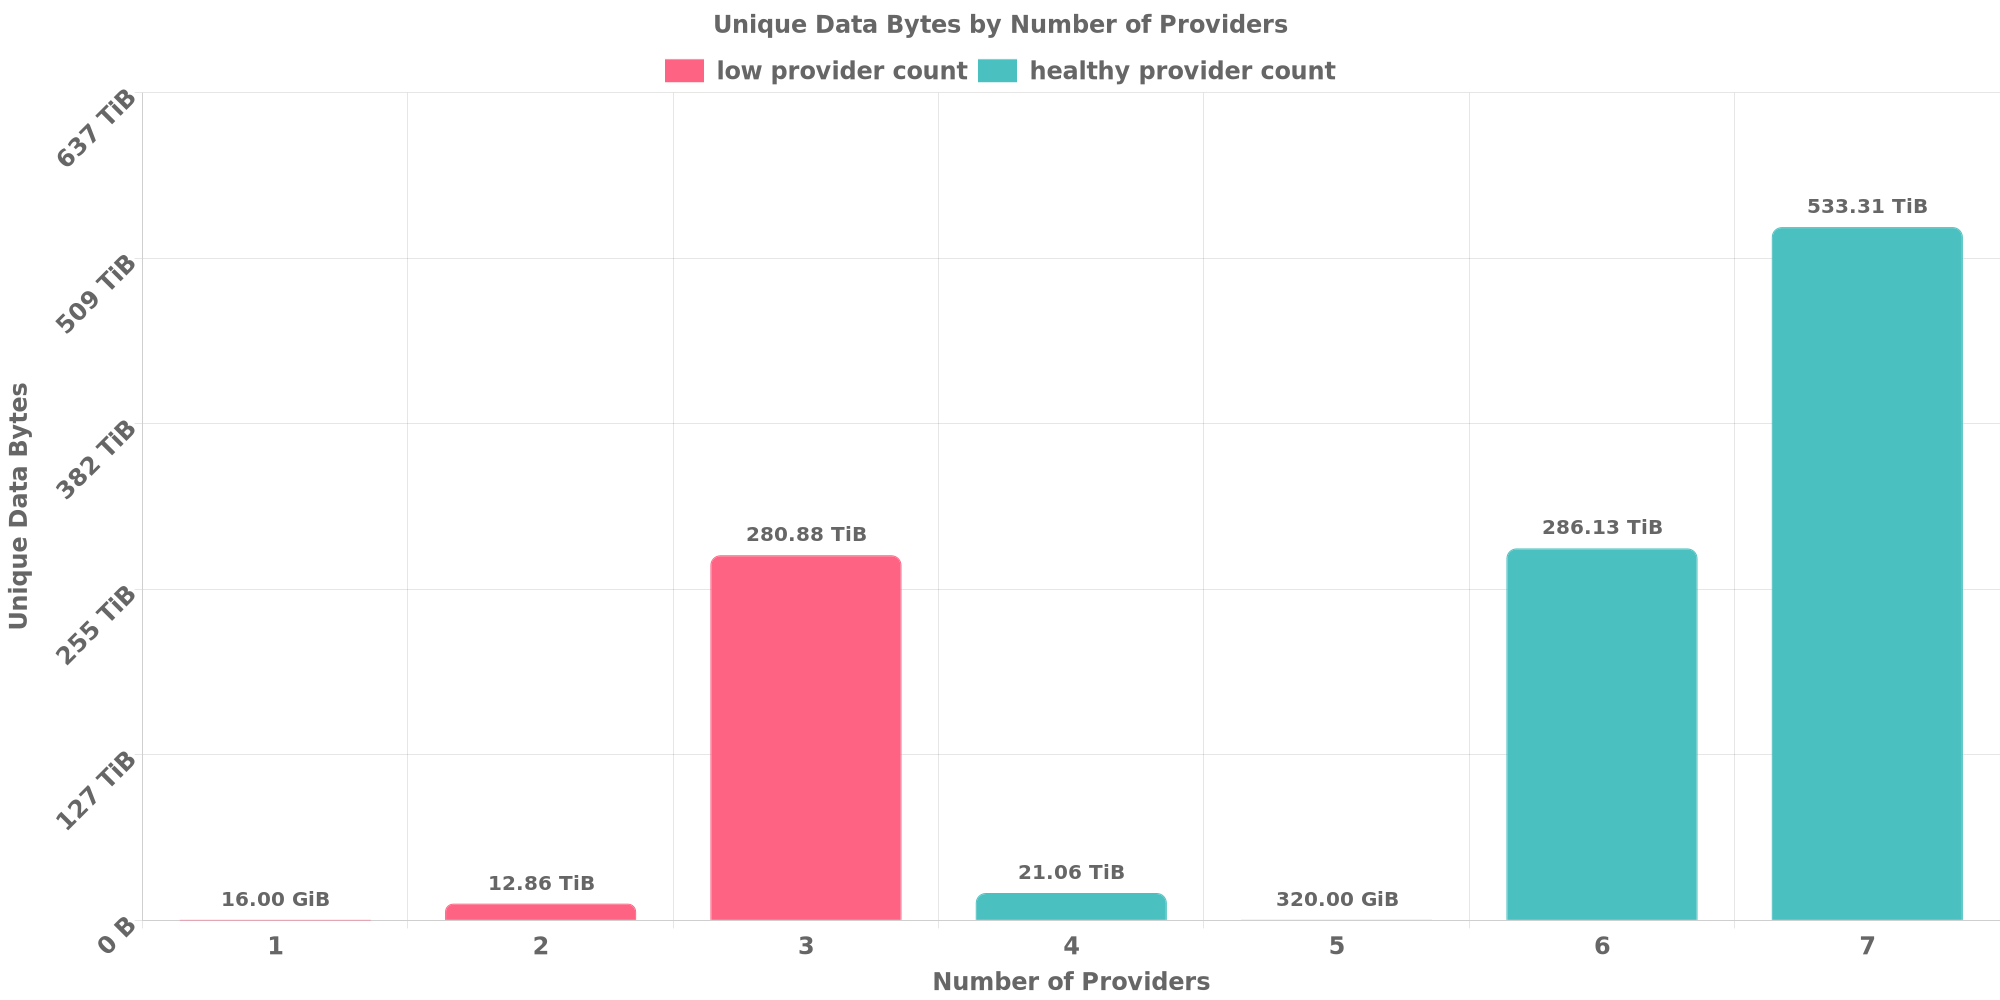 Unique Data Bytes by Number of Providers
low provider count healthy provider count
637 TiB
509 TiB
382 TiB
255 TiB
127 TiB
0 B
Unique Data Bytes
16.00 GiB
12.86 TiB
280.88 TiB
21.06 TiB
320.00 GiB
286.13 TiB
533.31 TiB
1 2 3 4 5 6 7
Number of Providers